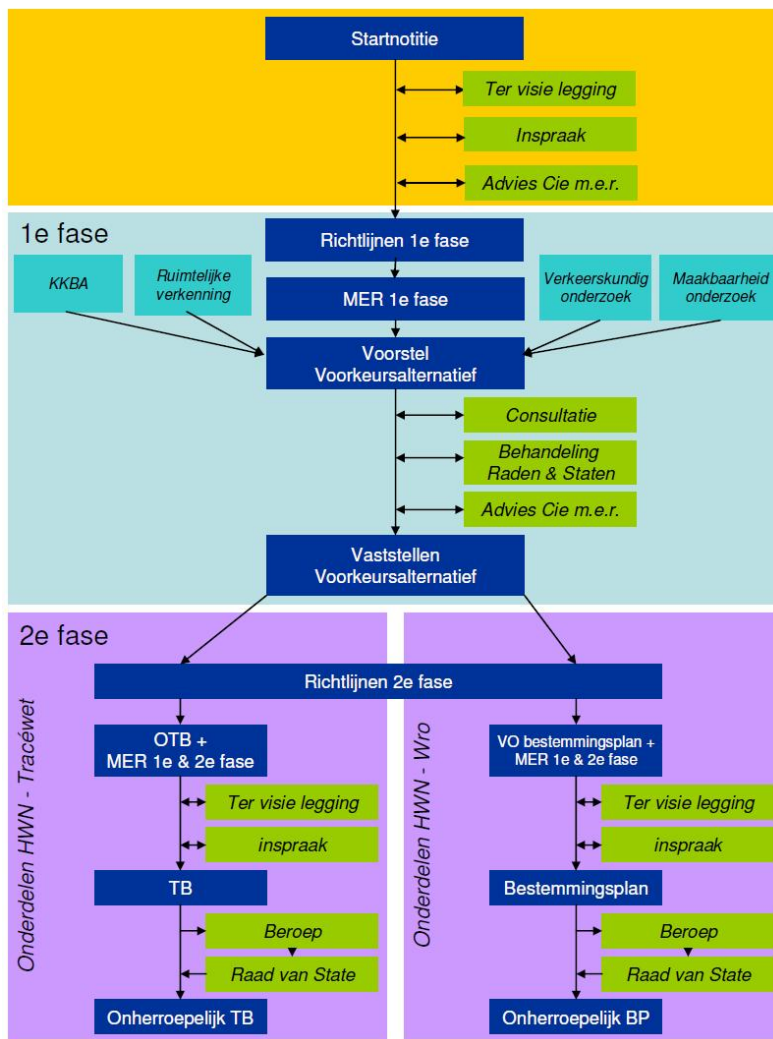 Startnotitie
Ter visie legging
Inspraak
Advies Cie m.e.r.
1e fase
Richtlijnen 1e fase
KKBA
Ruimtelijke
verkenning
MER 1e fase
Verkeerskundig
onderzoek
Maakbaarheid
onderzoek
Voorstel
Voorkeursalternatief
Consultatie
Behandeling
Raden & Staten
Advies Cie m.e.r.
Vaststellen
Voorkeursalternatief
2e fase
Richtlijnen 2e fase
Onderdelen HWN - Tracéwet
OTB +
MER 1e & 2e fase
Ter visie legging
inspraak
TB
Beroep
Raad van State
Onherroepelijk TB
Onderdelen HWN - Wro
VO bestemmingsplan +
MER 1e & 2e fase
Ter visie legging
inspraak
Bestemmingsplan
Beroep
Raad van State
Onherroepelijk BP